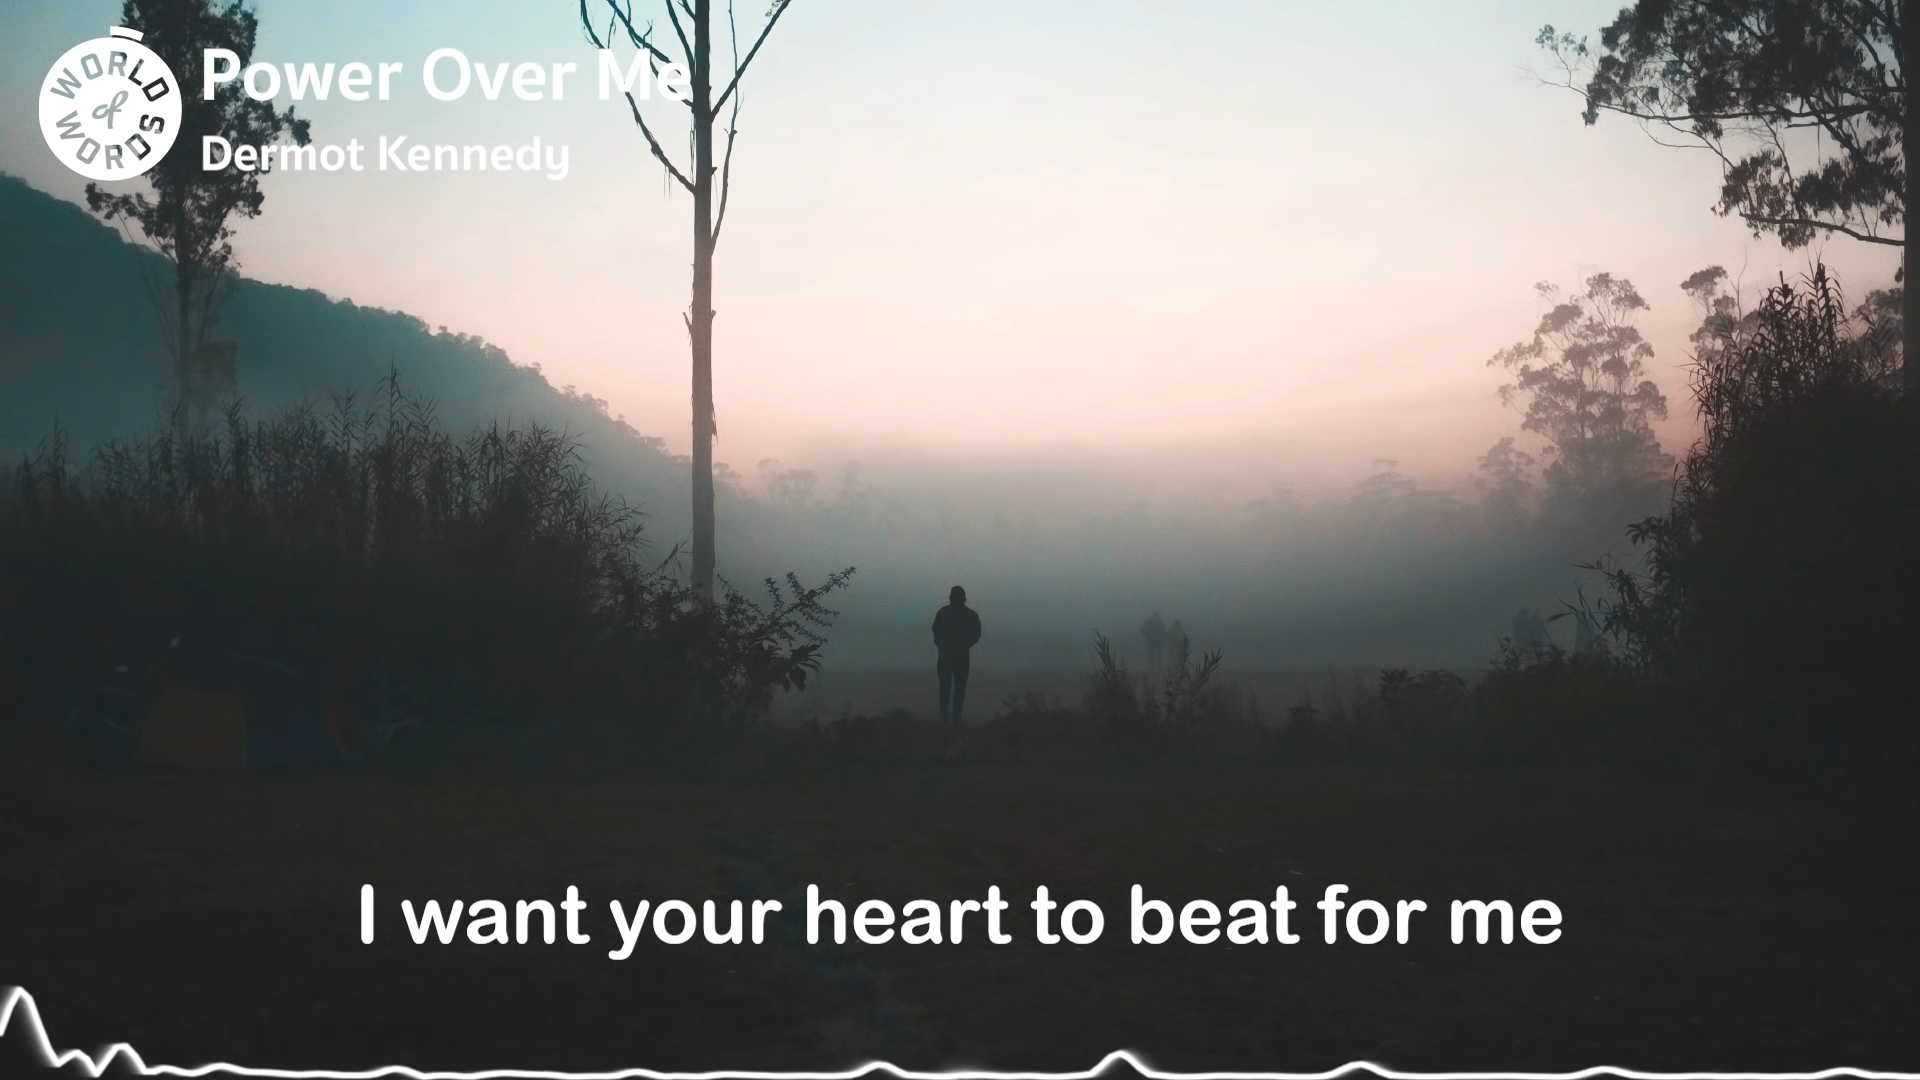 WORLD
of
WORDS
Power Over Me
Dermot Kennedy
I want your heart to beat for me